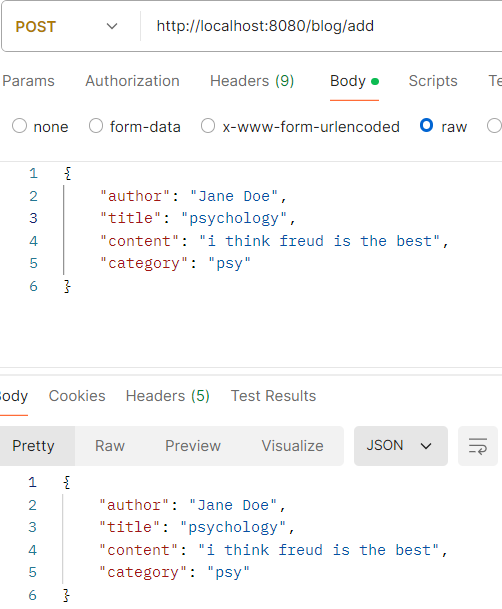 POST http://localhost:8080/blog/add
Params Authorization Headers (9) Body Scripts Te
none form-data x-www-form-urlencoded raw
1 {
2 "author": "Jane Doe",
3 "title": "psychology",
4 "content": "i think freud is the best",
5 "category": "psy"
6 }
ody Cookies Headers (5) Test Results
Pretty Raw Preview Visualize JSON
1 {
2 "author": "Jane Doe",
3 "title": "psychology",
4 "content": "i think freud is the best",
5 "category": "psy"
6 }